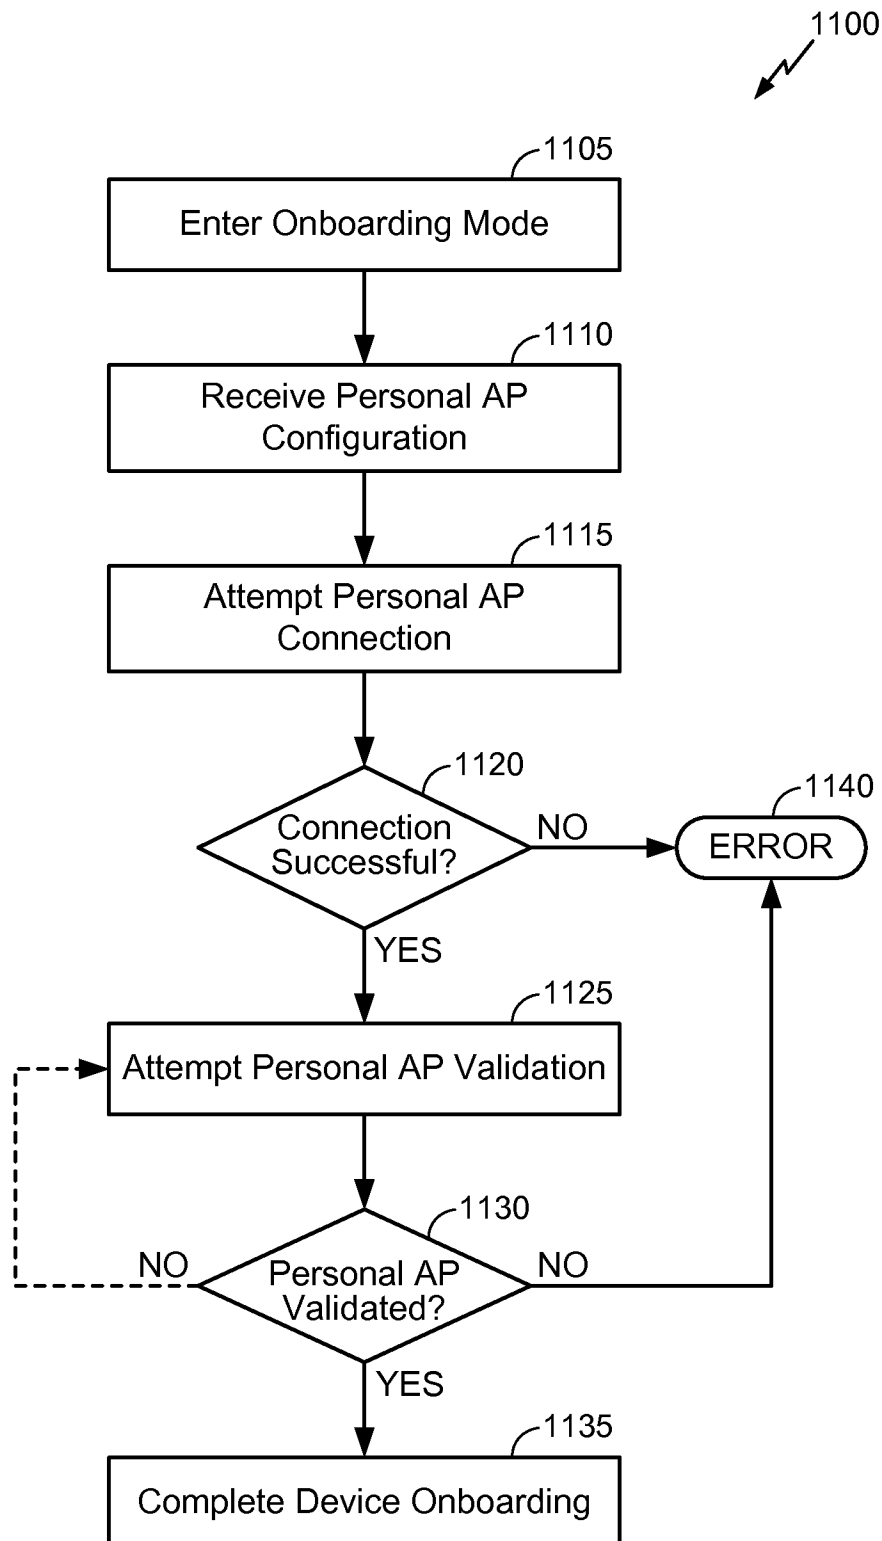 1100
1105
Enter Onboarding Mode
1110
Receive Personal AP
Configuration
1115
Attempt Personal AP
Connection
1120
Connection
Successful?
NO
1140
ERROR
YES
1125
Attempt Personal AP Validation
1130
NO
Personal AP
Validated?
NO
YES
1135
Complete Device Onboarding